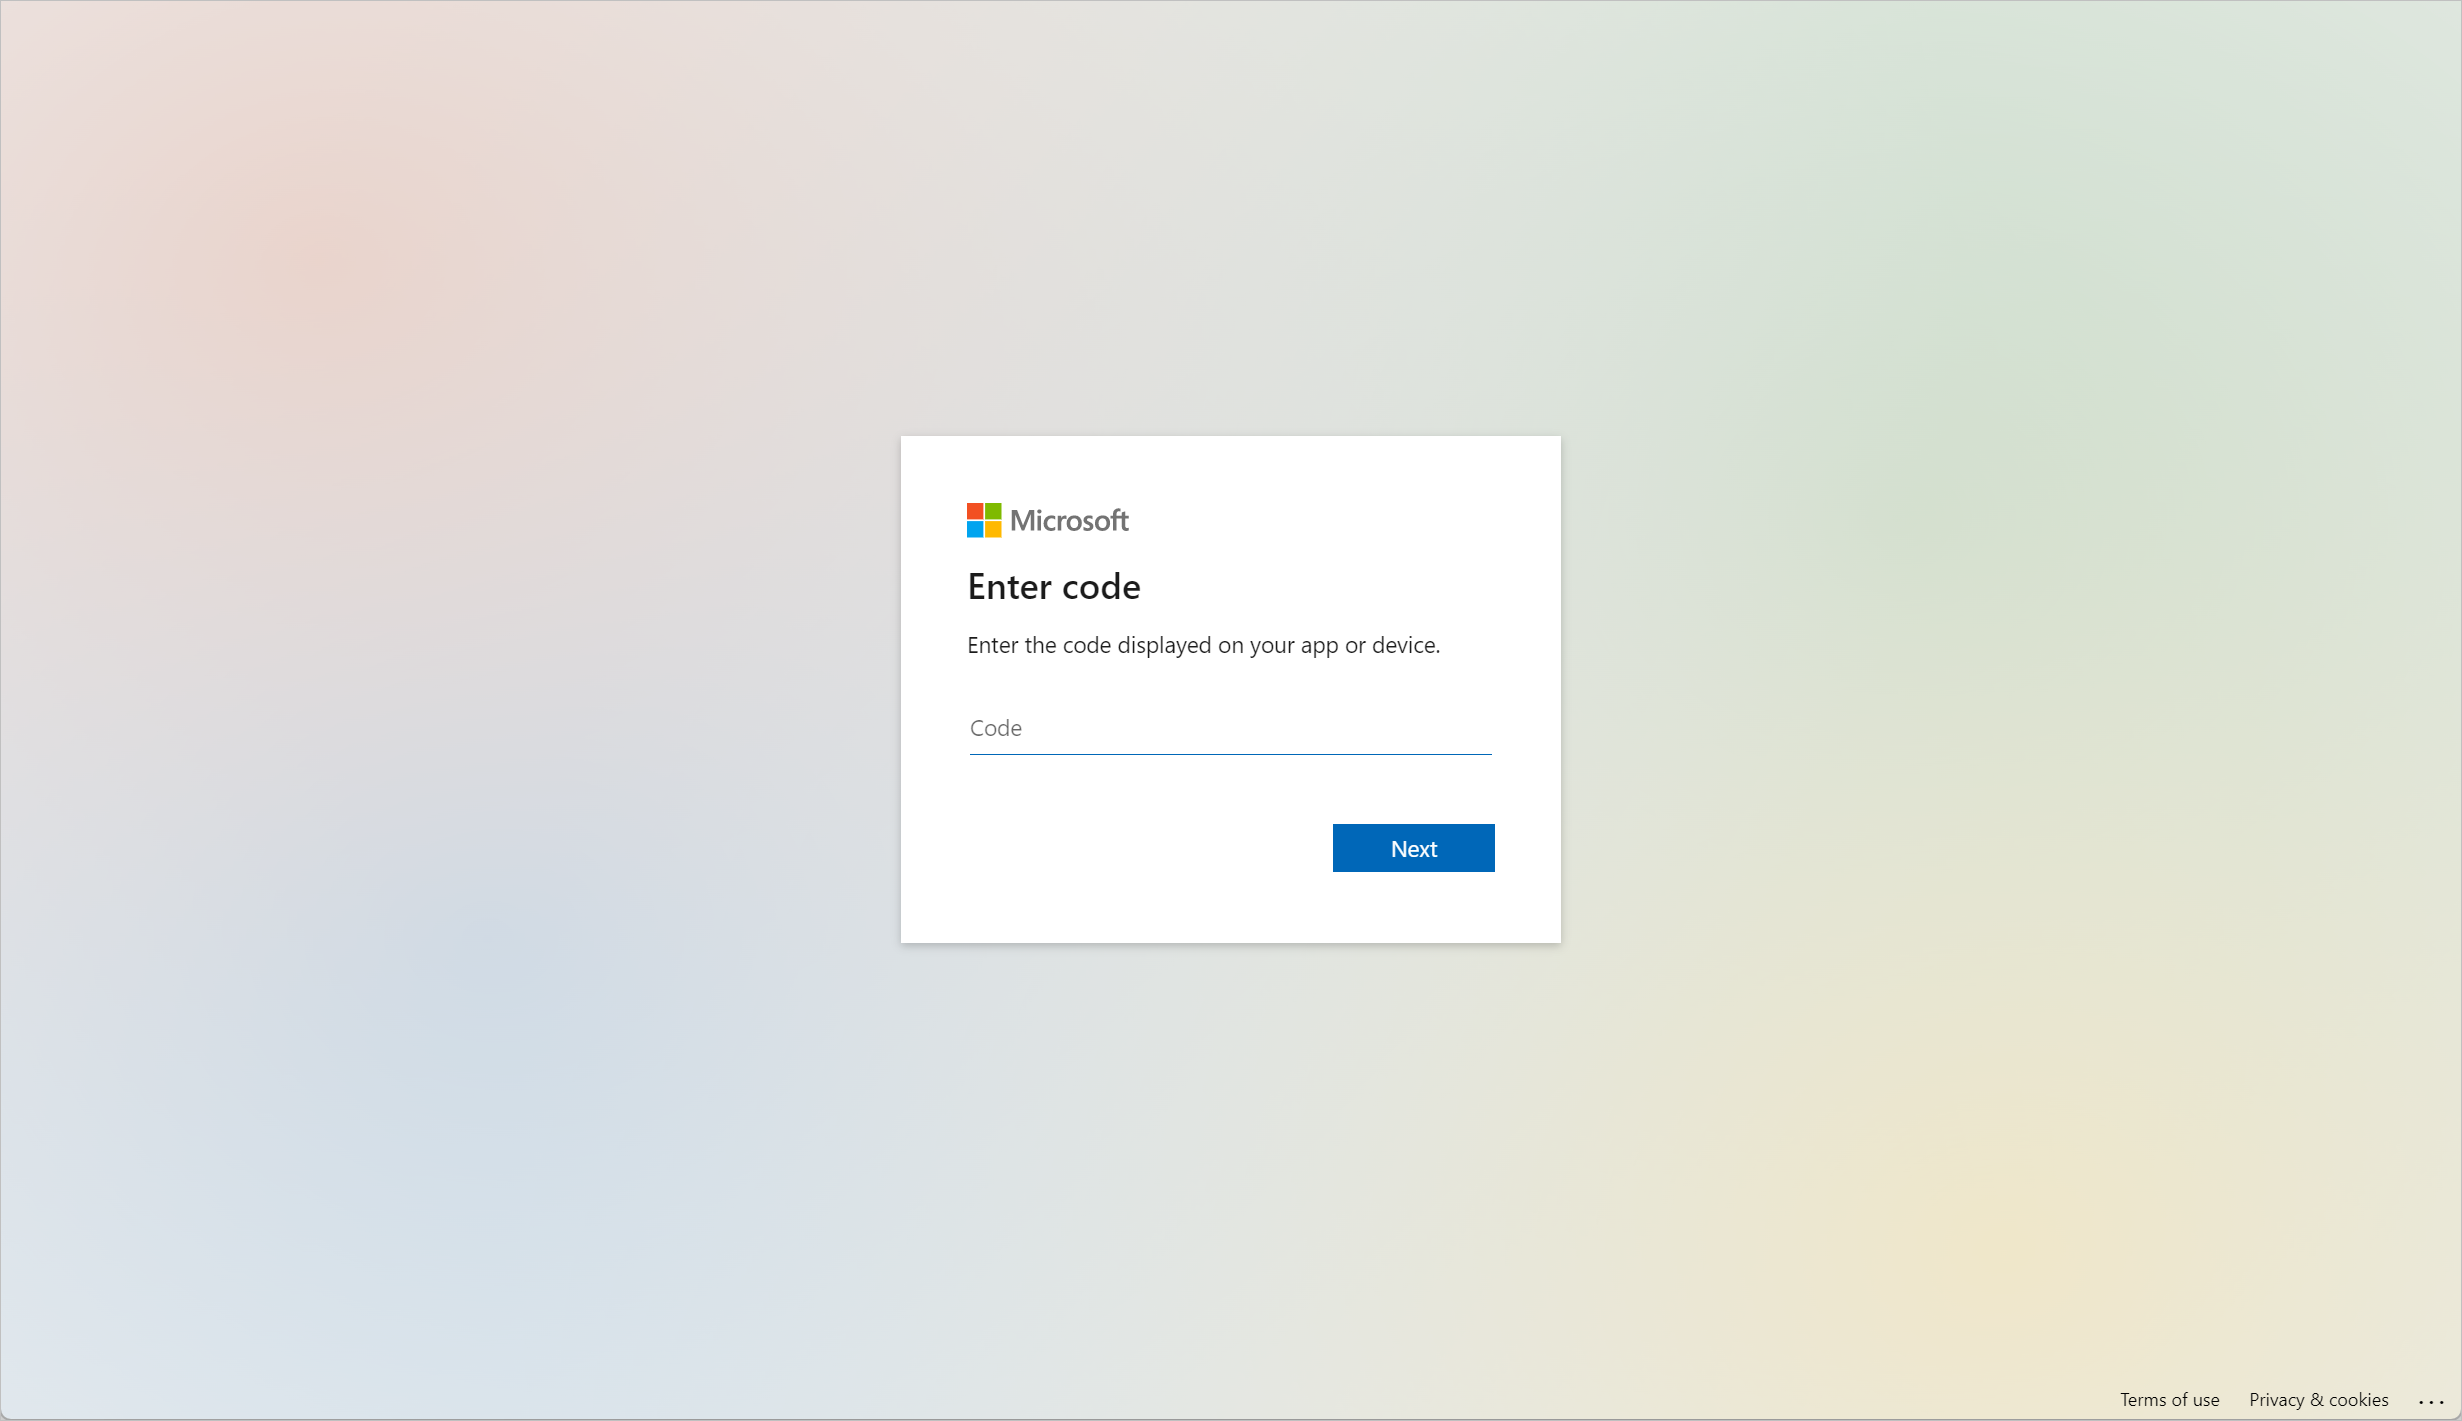 Microsoft
Enter code
Enter the code displayed on your app or device.
Code
Next
Terms of use Privacy & cookies ...